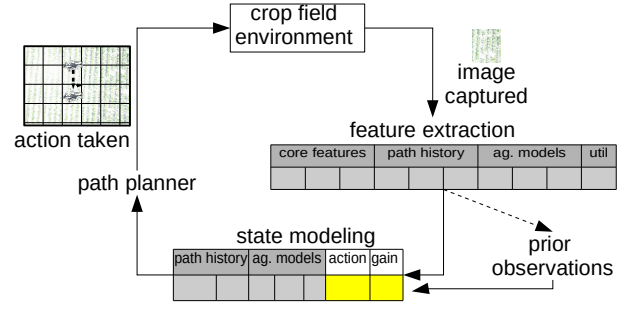 crop field
environment
image
captured
action taken
feature extraction
core features path history ag. models util
path planner
state modeling
path history ag. models action gain
prior
observations